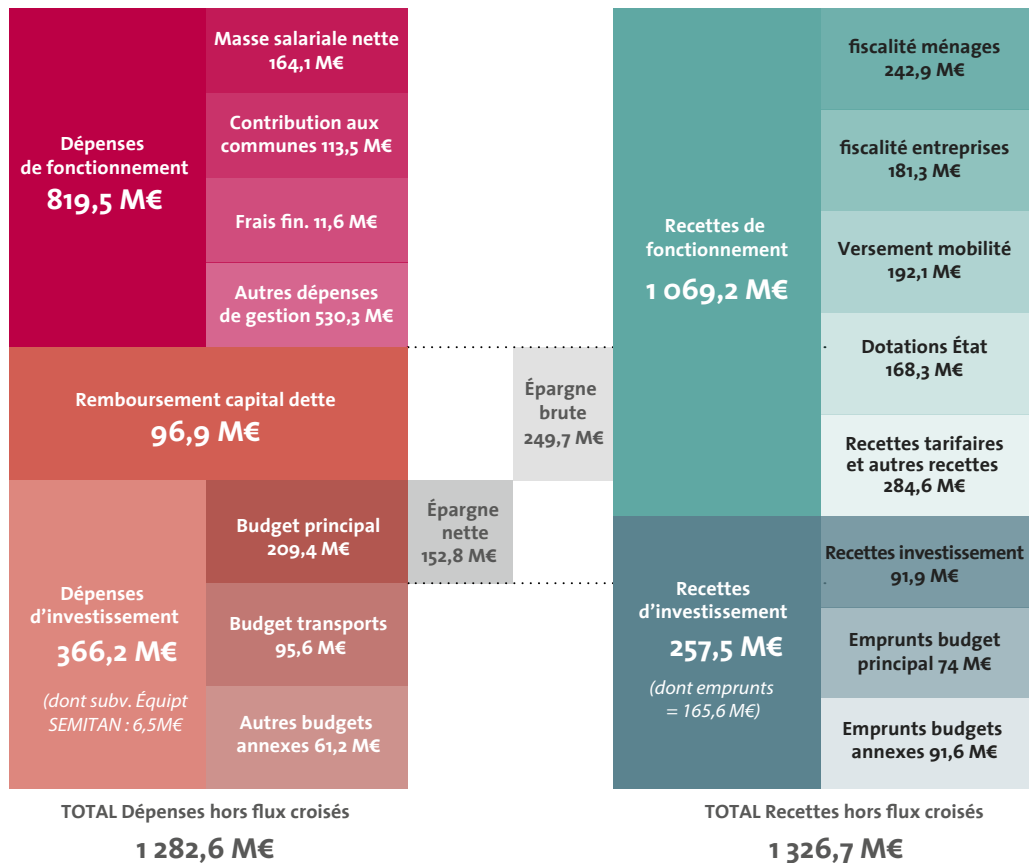 Dépenses
de fonctionnement
819,5 M€
Masse salariale nette
164,1 M€
Contribution aux
communes 113,5 M€
Frais fin. 11,6 M€
Autres dépenses
de gestion 530,3 M€
Remboursement capital dette
96,9 M€
Dépenses
d'investissement
366,2 M€
(dont subv. Équipt
SEMITAN : 6,5M€
Budget principal
209,4 M€
Budget transports
95,6 M€
Autres budgets
annexes 61,2 M€
Épargne
nette
152,8 M€
Épargne
brute
249,7 M€
Recettes de
fonctionnement
1 069,2 M€
fiscalité ménages
242,9 M€
fiscalité entreprises
181,3 M€
Versement mobilité
192,1 M€
Dotations État
168,3 M€
Recettes tarifaires
et autres recettes
284,6 M€
Recettes
d'investissement
257,5 M€
(dont emprunts
= 165,6 M€)
Recettes investissement
91,9 M€
Emprunts budget
principal 74 M€
Emprunts budgets
annexes 91,6 M€
TOTAL Dépenses hors flux croisés
1 282,6 M€
TOTAL Recettes hors flux croisés
1 326,7 M€